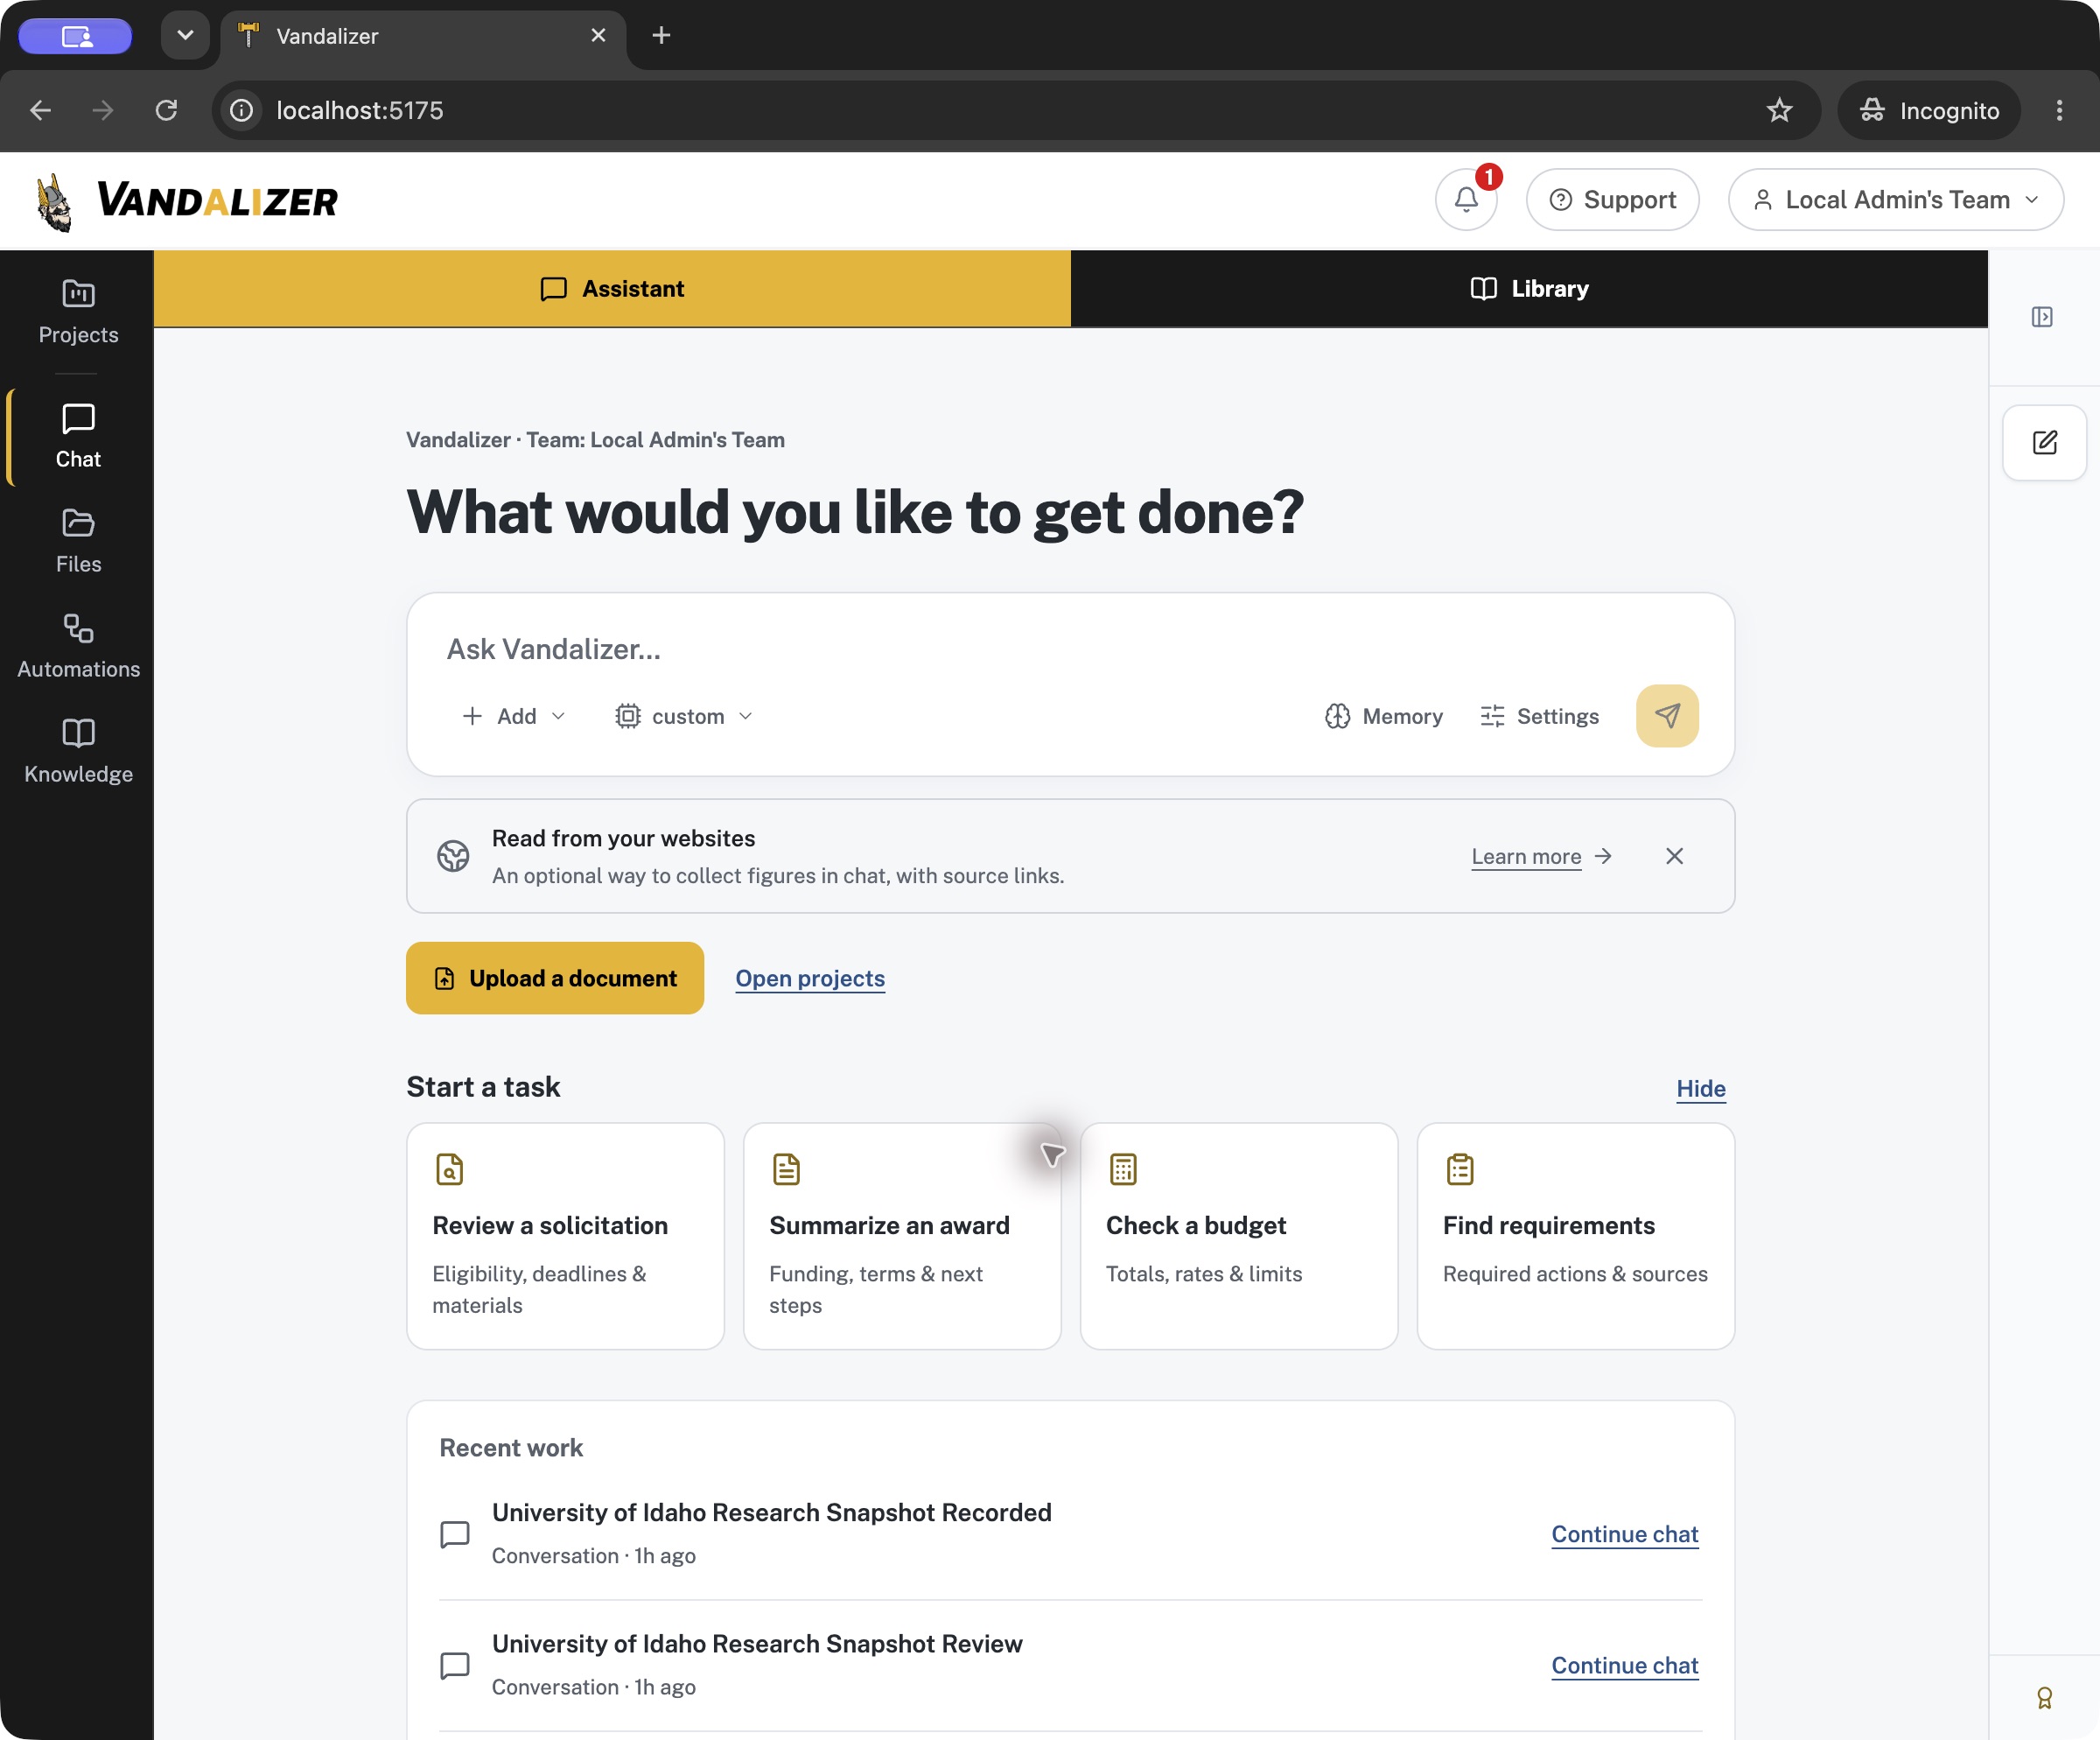 Vandalizer
localhost:5175
Incognito
VANDALIZER
1
Support
Local Admin's Team
Projects
Chat
Files
Automations
Knowledge
Assistant
Library
Vandalizer · Team: Local Admin's Team
What would you like to get done?
Ask Vandalizer...
Add
custom
Memory
Settings
Read from your websites
An optional way to collect figures in chat, with source links.
Learn more
Upload a document
Open projects
Start a task
Hide
Review a solicitation
Eligibility, deadlines &
materials
Summarize an award
Funding, terms & next
steps
Check a budget
Totals, rates & limits
Find requirements
Required actions & sources
Recent work
University of Idaho Research Snapshot Recorded
Conversation · 1h ago
Continue chat
University of Idaho Research Snapshot Review
Conversation · 1h ago
Continue chat